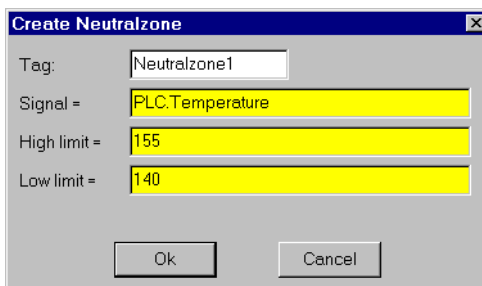 Create Neutralzone
Tag: Neutralzone1
Signal = PLC.Temperature
High limit = 155
Low limit = 140
Ok Cancel